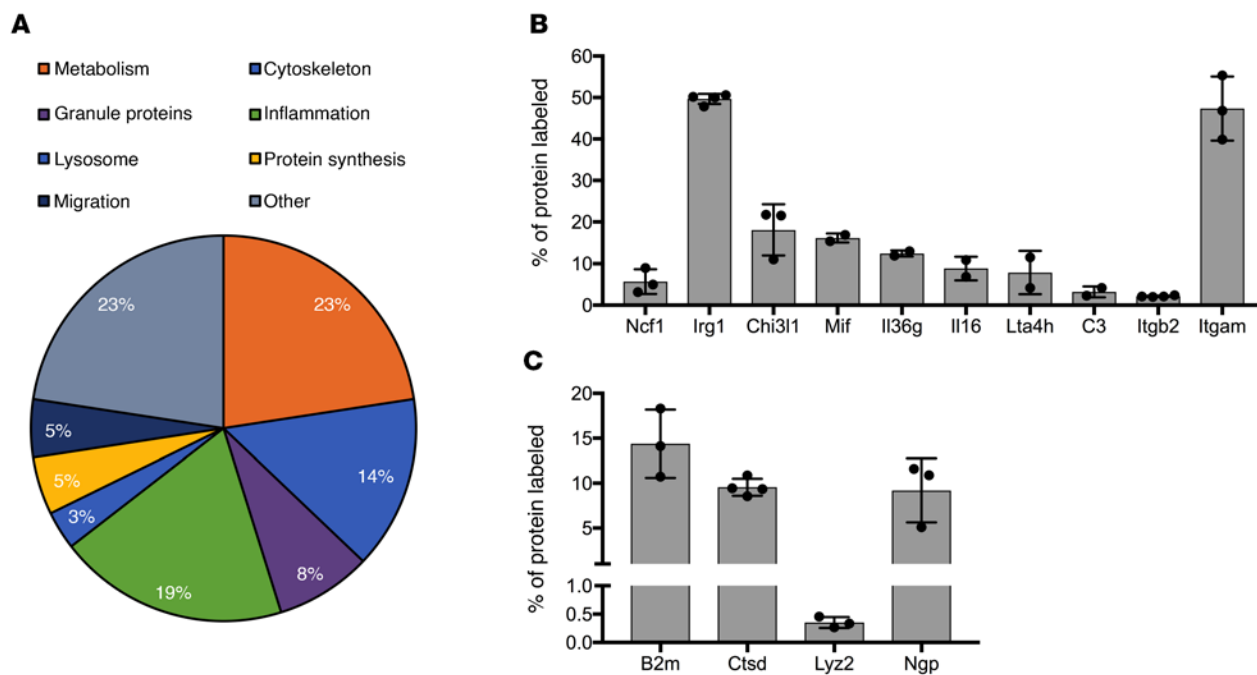 A
Metabolism
Cytoskeleton
Granule proteins
Inflammation
Lysosome
Protein synthesis
Migration
Other
23%
23%
14%
8%
19%
3%
5%
5%
B
% of protein labeled
60
50
40
30
20
10
0
Ncf1 Irg1 Chi3l1 Mif Il36g Il16 Lta4h C3 Itgb2 Itgam
C
% of protein labeled
20
15
10
5
1.0
0.5
0.0
B2m Ctsd Lyz2 Ngp